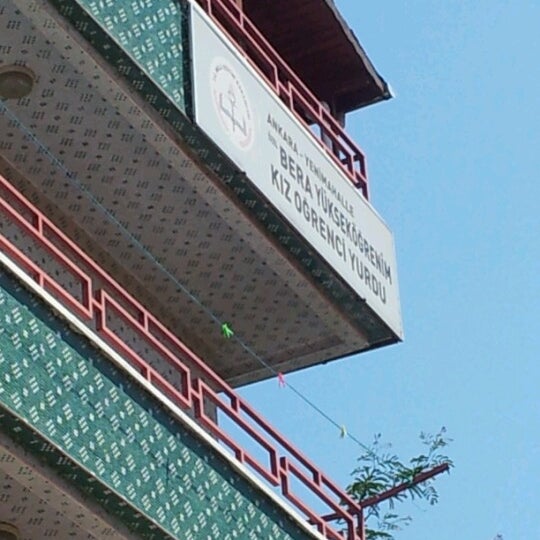 ANKARA - YENİMAHALLE
BERA YÜKSEKÖĞRENİM
KIZ ÖĞRENCİ YURDU